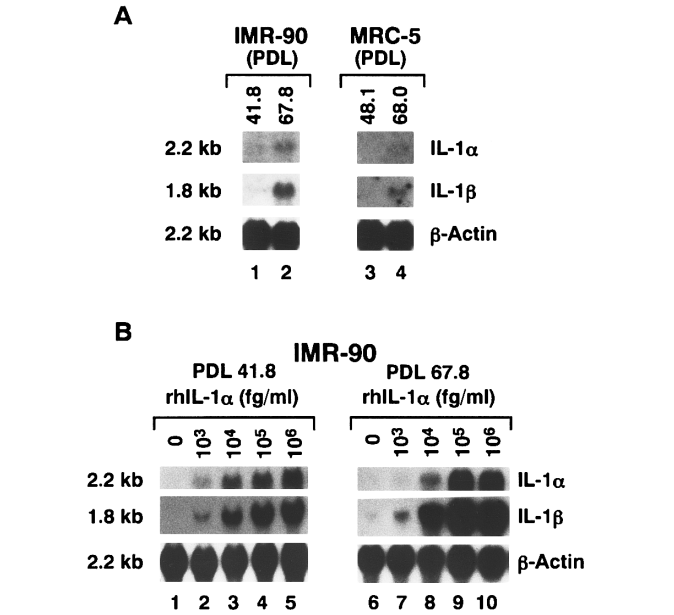 A
IMR-90 MRC-5
(PDL) (PDL)
41.8 67.8 48.1 68.0
2.2 kb IL-1α
1.8 kb IL-1β
2.2 kb β-Actin
1 2 3 4
B
IMR-90
PDL 41.8 PDL 67.8
rhIL-1α (fg/ml) rhIL-1α (fg/ml)
0 10³ 10⁴ 10⁵ 10⁶ 0 10³ 10⁴ 10⁵ 10⁶
2.2 kb IL-1α
1.8 kb IL-1β
2.2 kb β-Actin
1 2 3 4 5 6 7 8 9 10